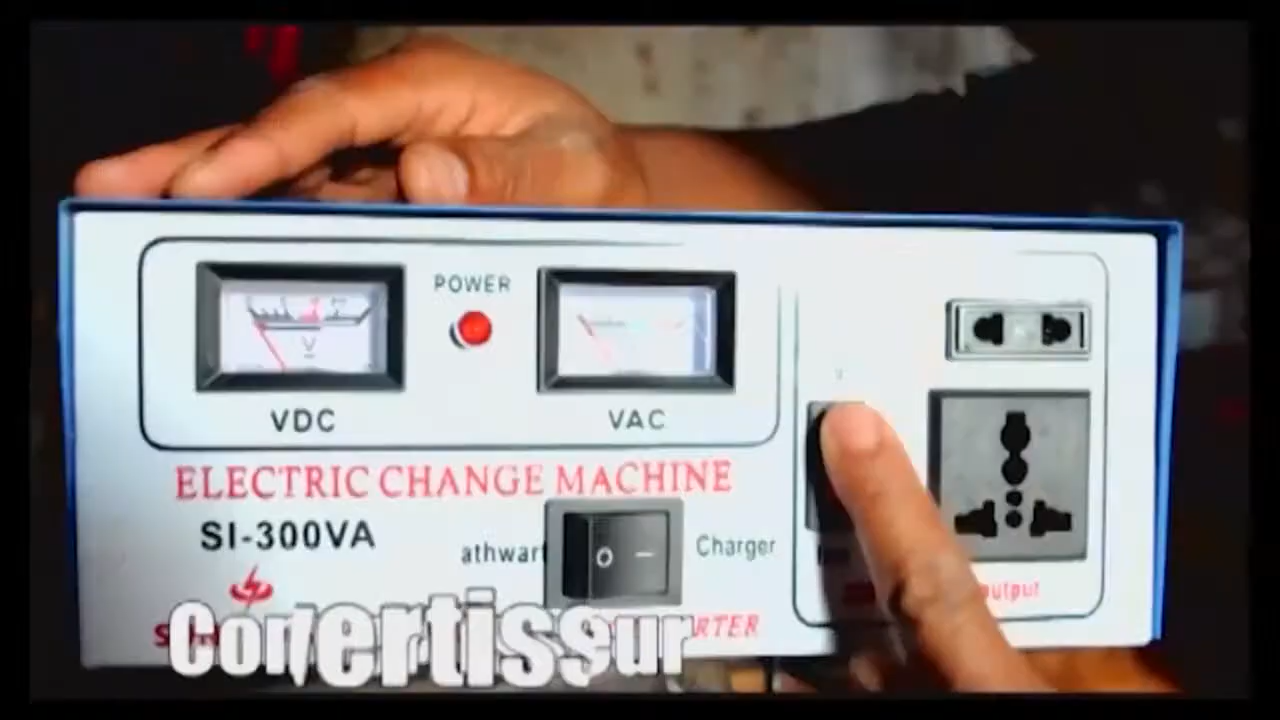 POWER
VDC
VAC
ELECTRIC CHANGE MACHINE
SI-300VA
athwart
Charger
output
Convertisseur